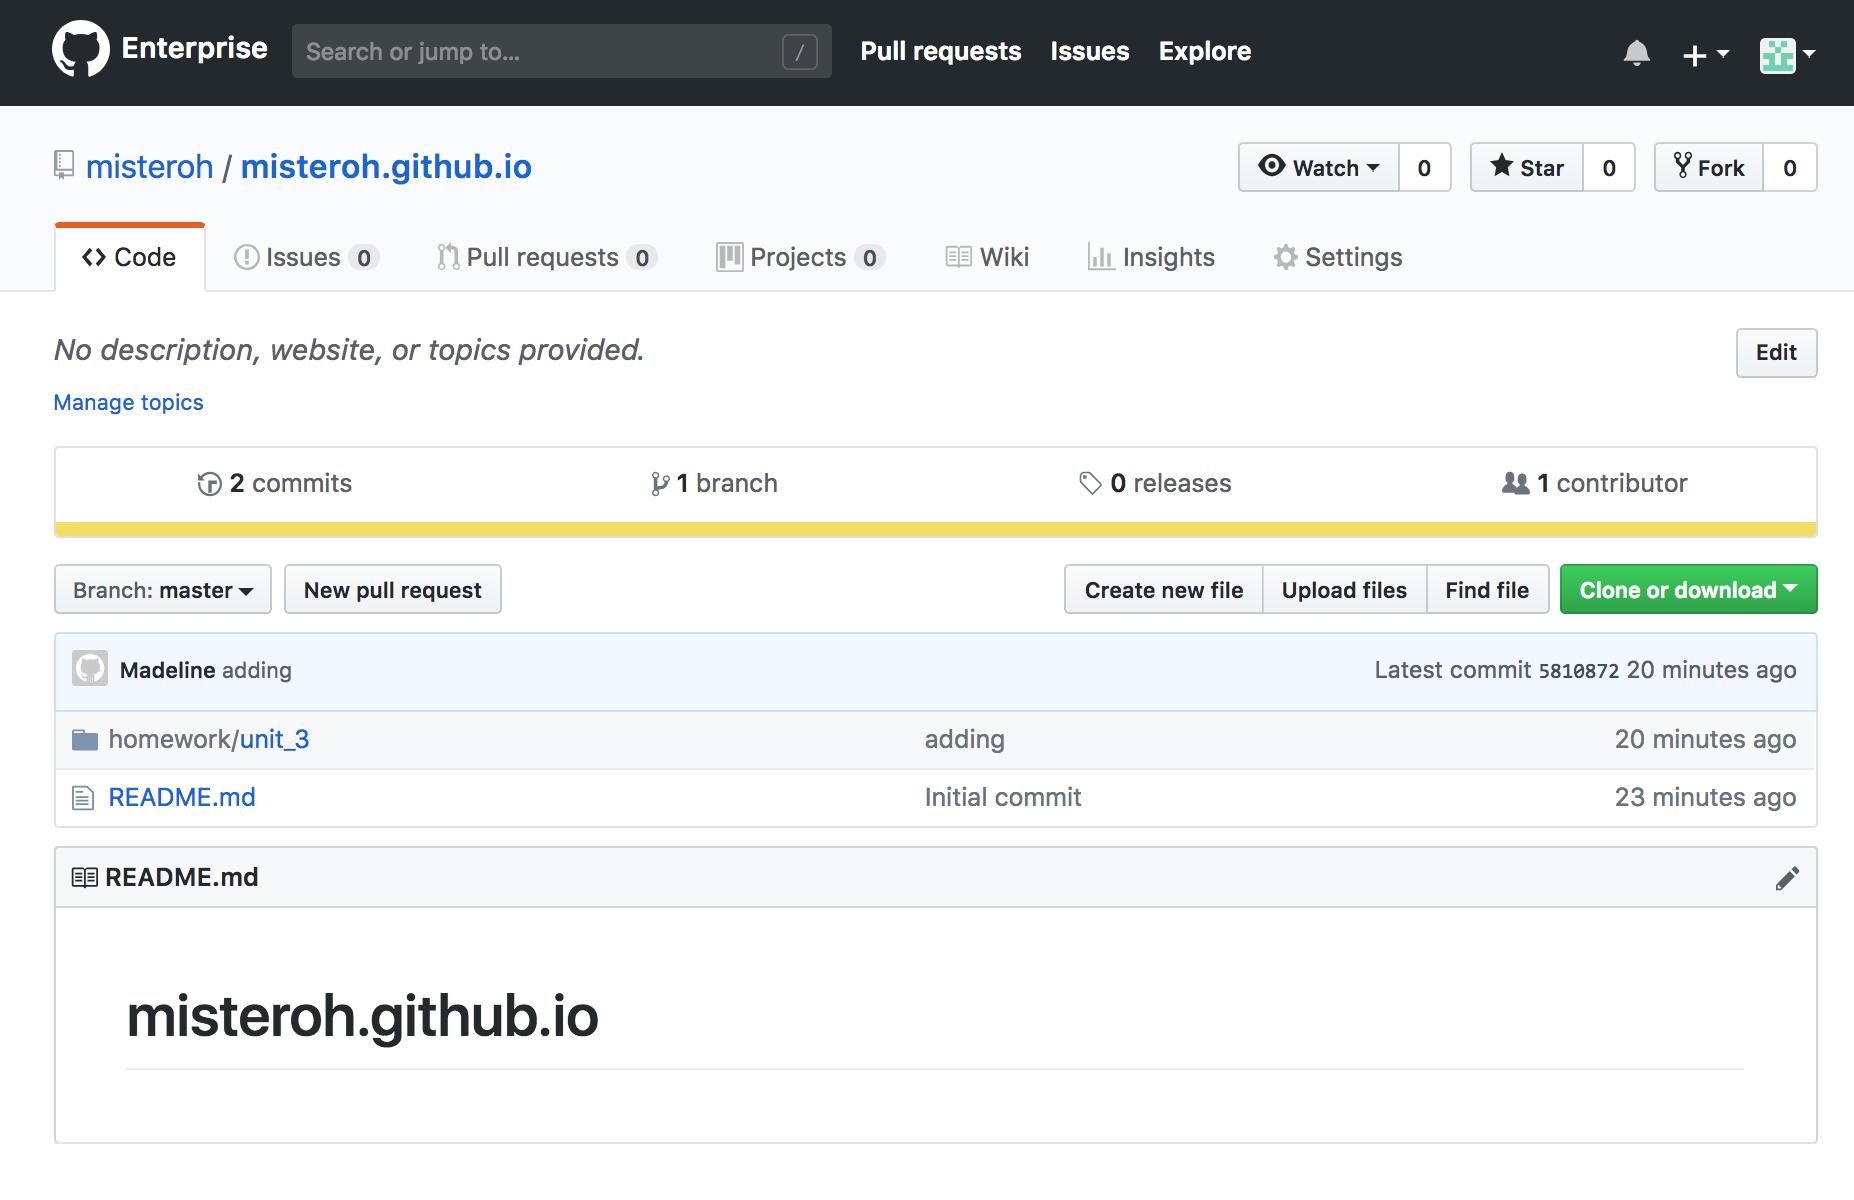 Enterprise Search or jump to... / Pull requests Issues Explore
misteroh / misteroh.github.io Watch 0 Star 0 Fork 0
Code Issues 0 Pull requests 0 Projects 0 Wiki Insights Settings
No description, website, or topics provided. Edit
Manage topics
2 commits 1 branch 0 releases 1 contributor
Branch: master New pull request Create new file Upload files Find file Clone or download
Madeline adding Latest commit 5810872 20 minutes ago
homework/unit_3 adding 20 minutes ago
README.md Initial commit 23 minutes ago
README.md
misteroh.github.io